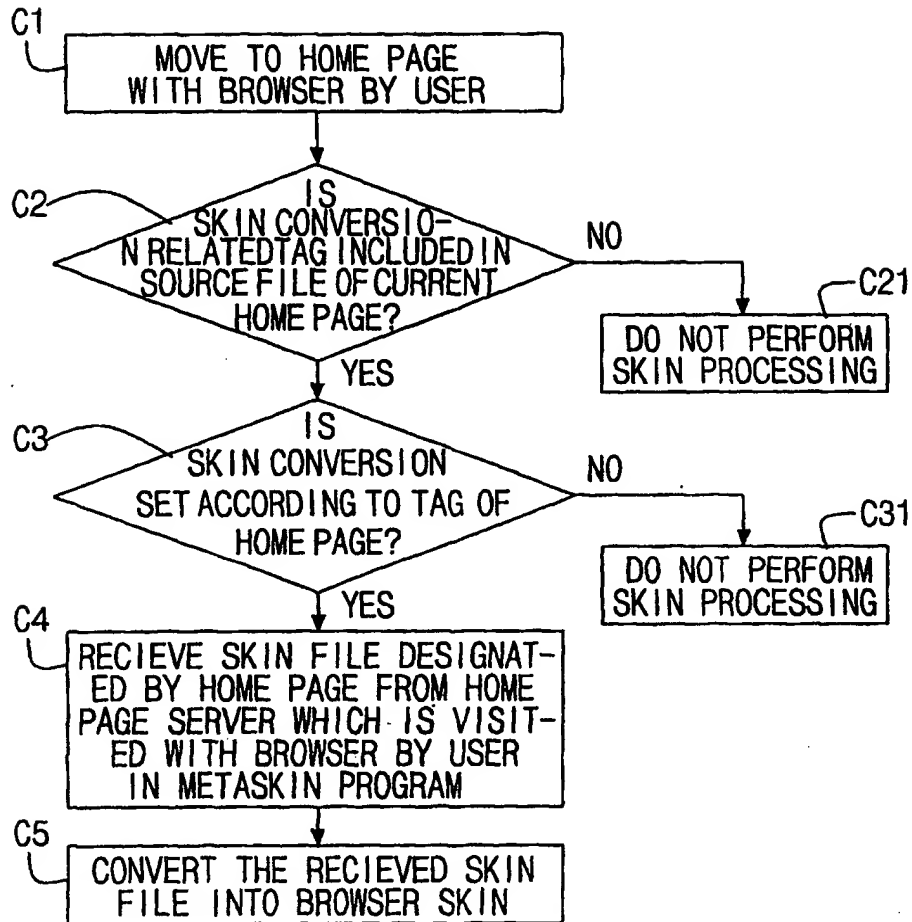 C1
MOVE TO HOME PAGE
WITH BROWSER BY USER
C2
IS
SKIN CONVERSIO-
N RELATEDTAG INCLUDED IN
SOURCE FILE OF CURRENT
HOME PAGE?
NO
C21
DO NOT PERFORM
SKIN PROCESSING
YES
C3
IS
SKIN CONVERSION
SET ACCORDING TO TAG OF
HOME PAGE?
NO
C31
DO NOT PERFORM
SKIN PROCESSING
YES
C4
RECIEVE SKIN FILE DESIGNAT-
ED BY HOME PAGE FROM HOME
PAGE SERVER WHICH IS VISIT-
ED WITH BROWSER BY USER
IN METASKIN PROGRAM
C5
CONVERT THE RECIEVED SKIN
FILE INTO BROWSER SKIN